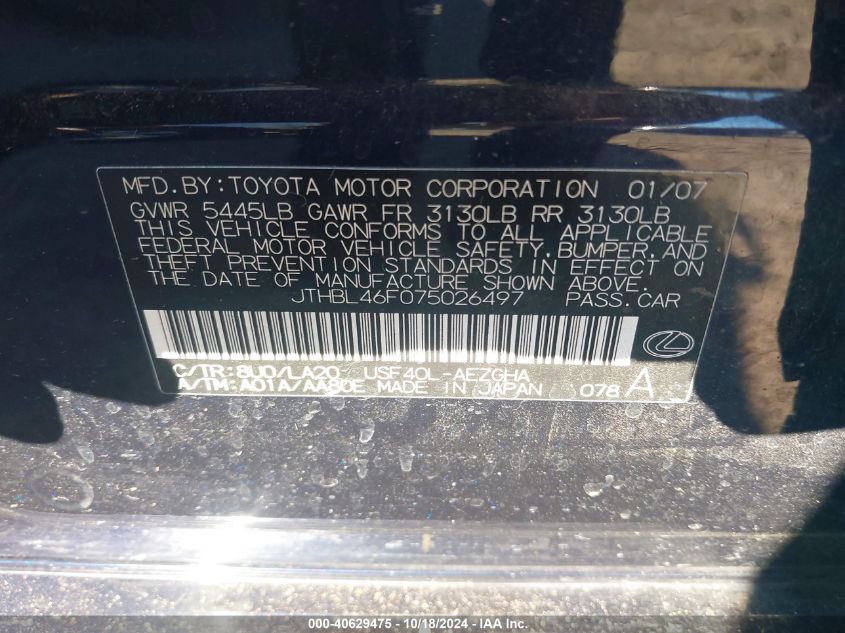 MFD. BY: TOYOTA MOTOR CORPORATION 01/07
GVWR 5445LB GAWR FR 3130LB RR 3130LB
THIS VEHICLE CONFORMS TO ALL APPLICABLE
FEDERAL MOTOR VEHICLE SAFETY, BUMPER, AND
THEFT PREVENTION STANDARDS IN EFFECT ON
THE DATE OF MANUFACTURE SHOWN ABOVE.
JTHBL46F075026497 PASS. CAR
C/TR: 8U0/LA20 USF40L-AEZGHA
A/TM: A01A/AA80E MADE IN JAPAN 078 A
000-40629475 - 10/18/2024 - IAA Inc.